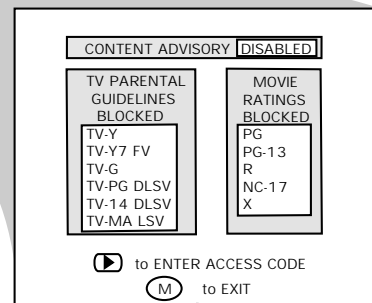 CONTENT ADVISORY DISABLED
TV PARENTAL
GUIDELINES
BLOCKED
TV-Y
TV-Y7 FV
TV-G
TV-PG DLSV
TV-14 DLSV
TV-MA LSV
MOVIE
RATINGS
BLOCKED
PG
PG-13
R
NC-17
X
to ENTER ACCESS CODE
M to EXIT